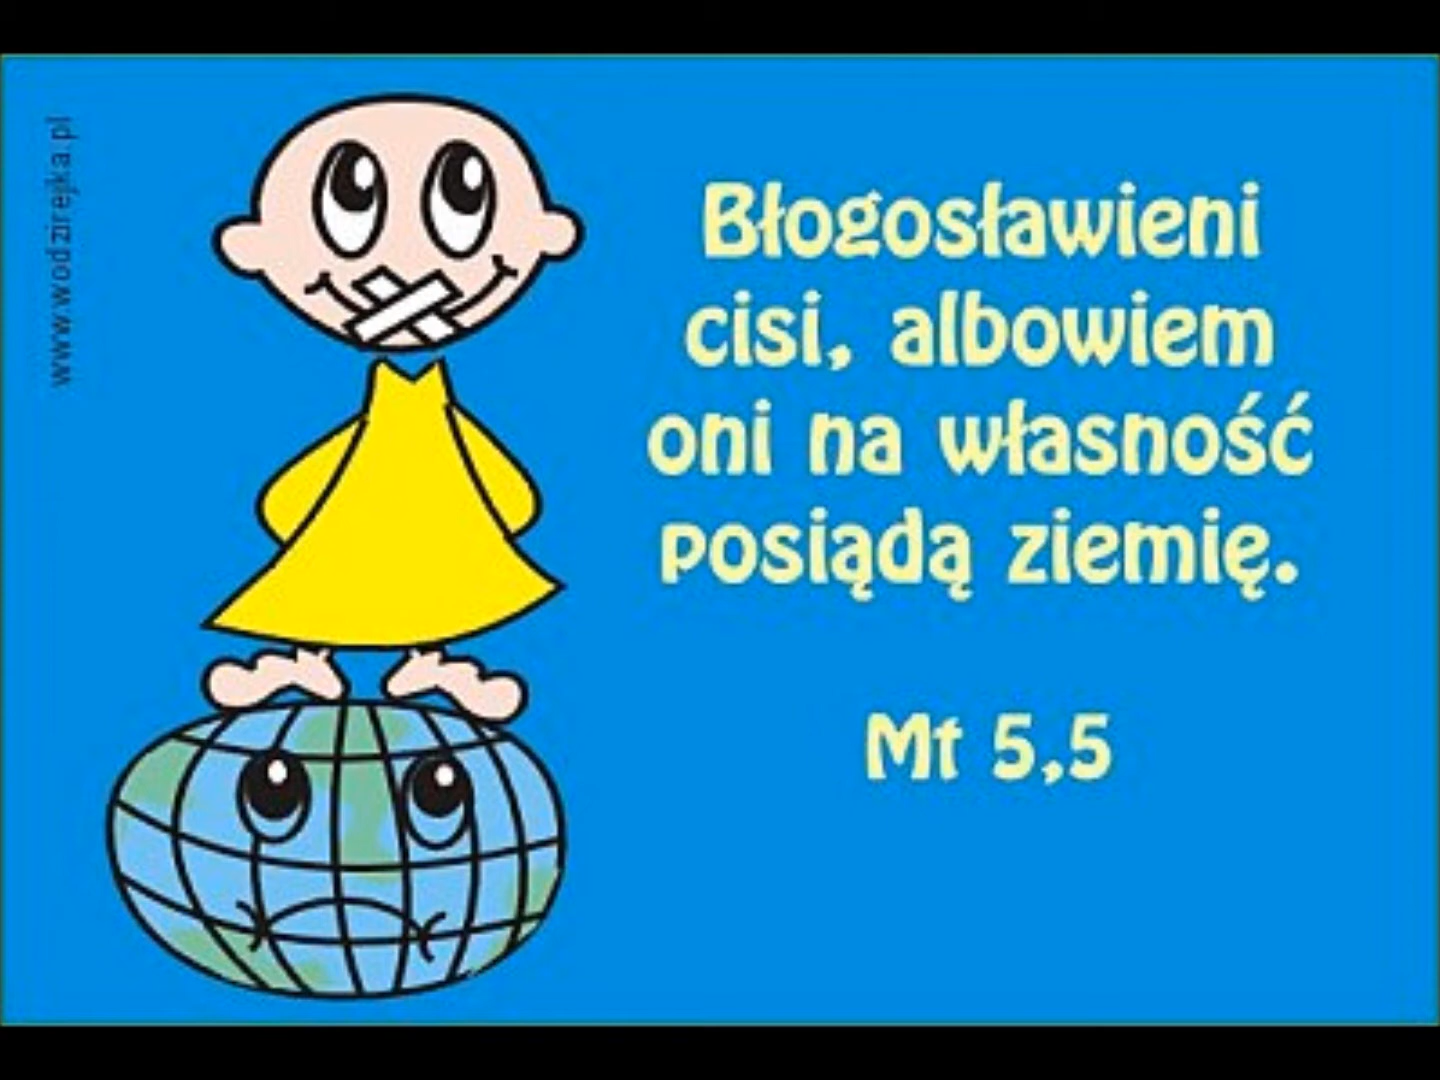 www.wodzirejka.pl
Błogosławieni
cisi, albowiem
oni na własność
posiądą ziemię.
Mt 5,5